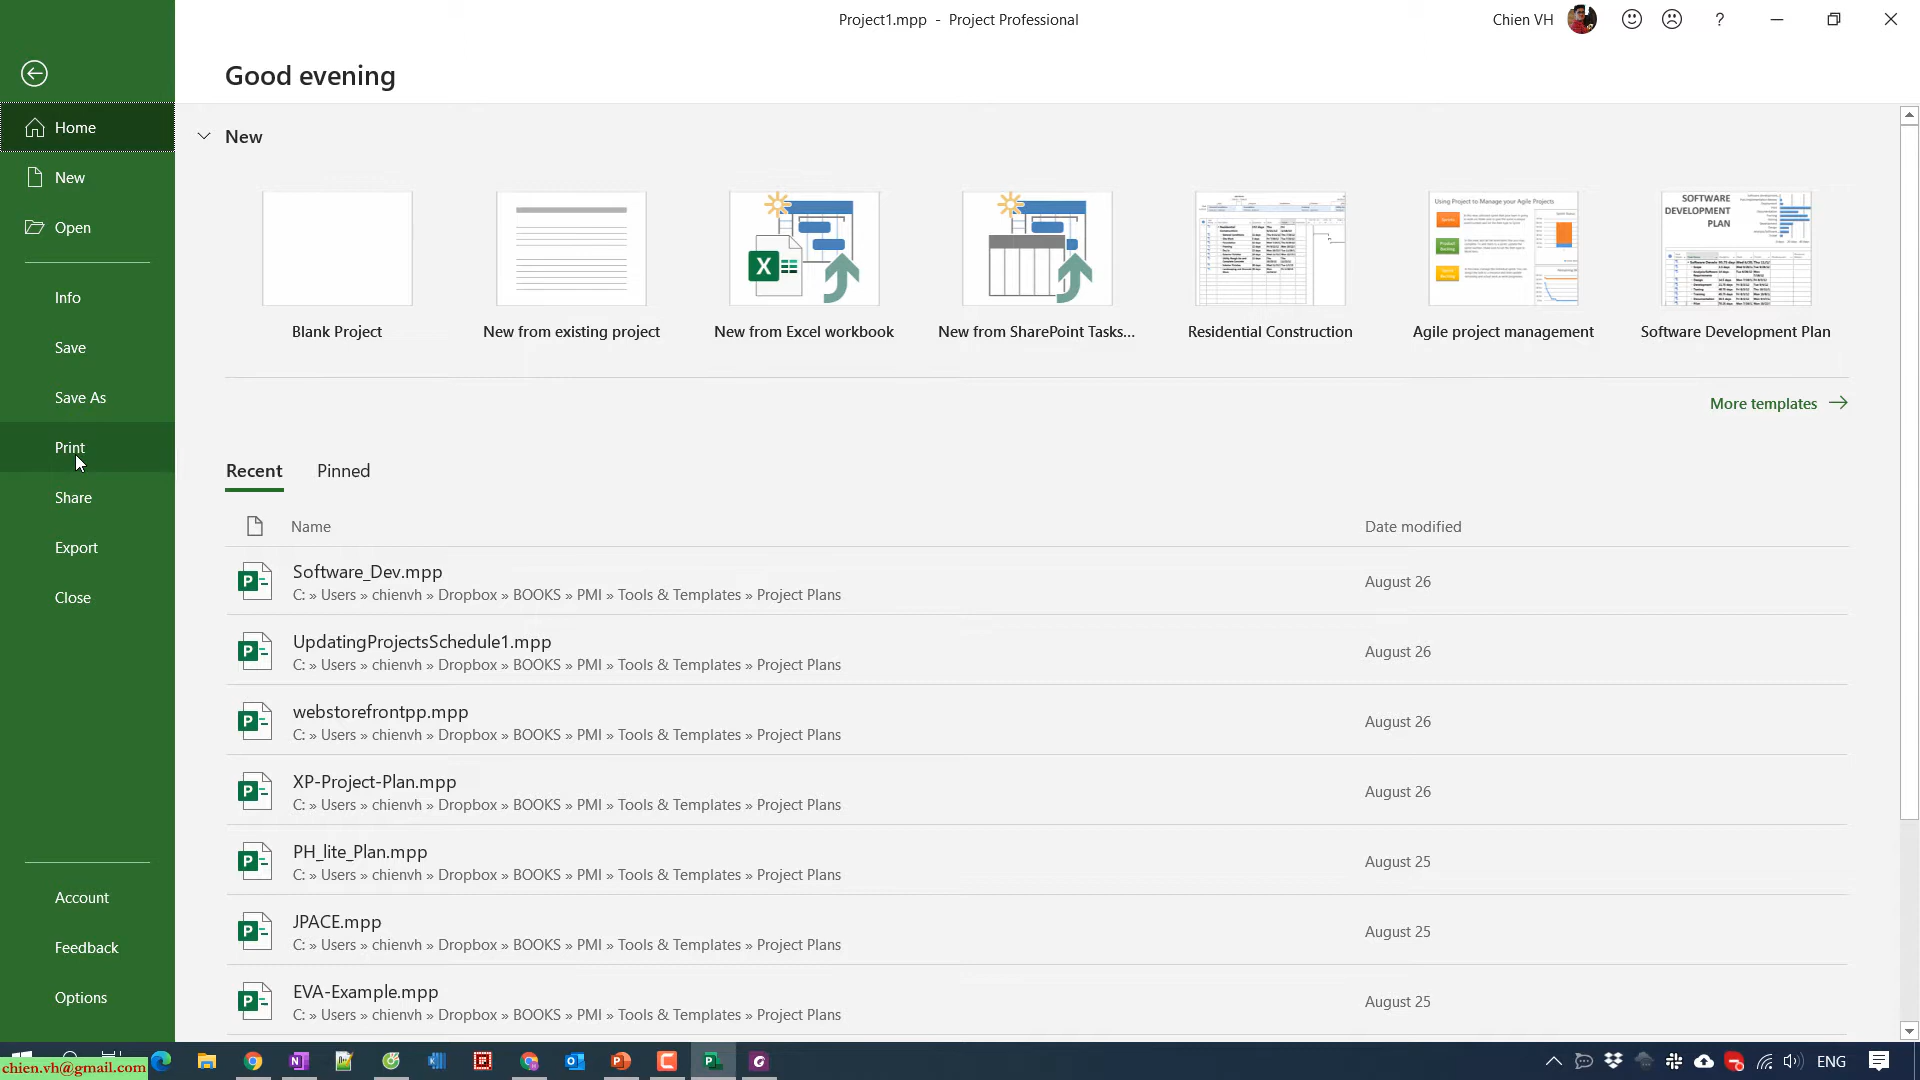 Project1.mpp - Project Professional
Chien VH
?
Good evening
Home
New
Open
Info
Save
Save As
Print
Share
Export
Close
Account
Feedback
Options
New
Blank Project
New from existing project
New from Excel workbook
New from SharePoint Tasks...
Residential Construction
Using Project to Manage your Agile Projects
Agile project management
SOFTWARE
DEVELOPMENT
PLAN
Software Development Plan
More templates
Recent
Pinned
Name
Date modified
Software_Dev.mpp
C: » Users » chienvh » Dropbox » BOOKS » PMI » Tools & Templates » Project Plans
August 26
UpdatingProjectsSchedule1.mpp
C: » Users » chienvh » Dropbox » BOOKS » PMI » Tools & Templates » Project Plans
August 26
webstorefrontpp.mpp
C: » Users » chienvh » Dropbox » BOOKS » PMI » Tools & Templates » Project Plans
August 26
XP-Project-Plan.mpp
C: » Users » chienvh » Dropbox » BOOKS » PMI » Tools & Templates » Project Plans
August 26
PH_lite_Plan.mpp
C: » Users » chienvh » Dropbox » BOOKS » PMI » Tools & Templates » Project Plans
August 25
JPACE.mpp
C: » Users » chienvh » Dropbox » BOOKS » PMI » Tools & Templates » Project Plans
August 25
EVA-Example.mpp
C: » Users » chienvh » Dropbox » BOOKS » PMI » Tools & Templates » Project Plans
August 25
chien.vh@gmail.com
ENG